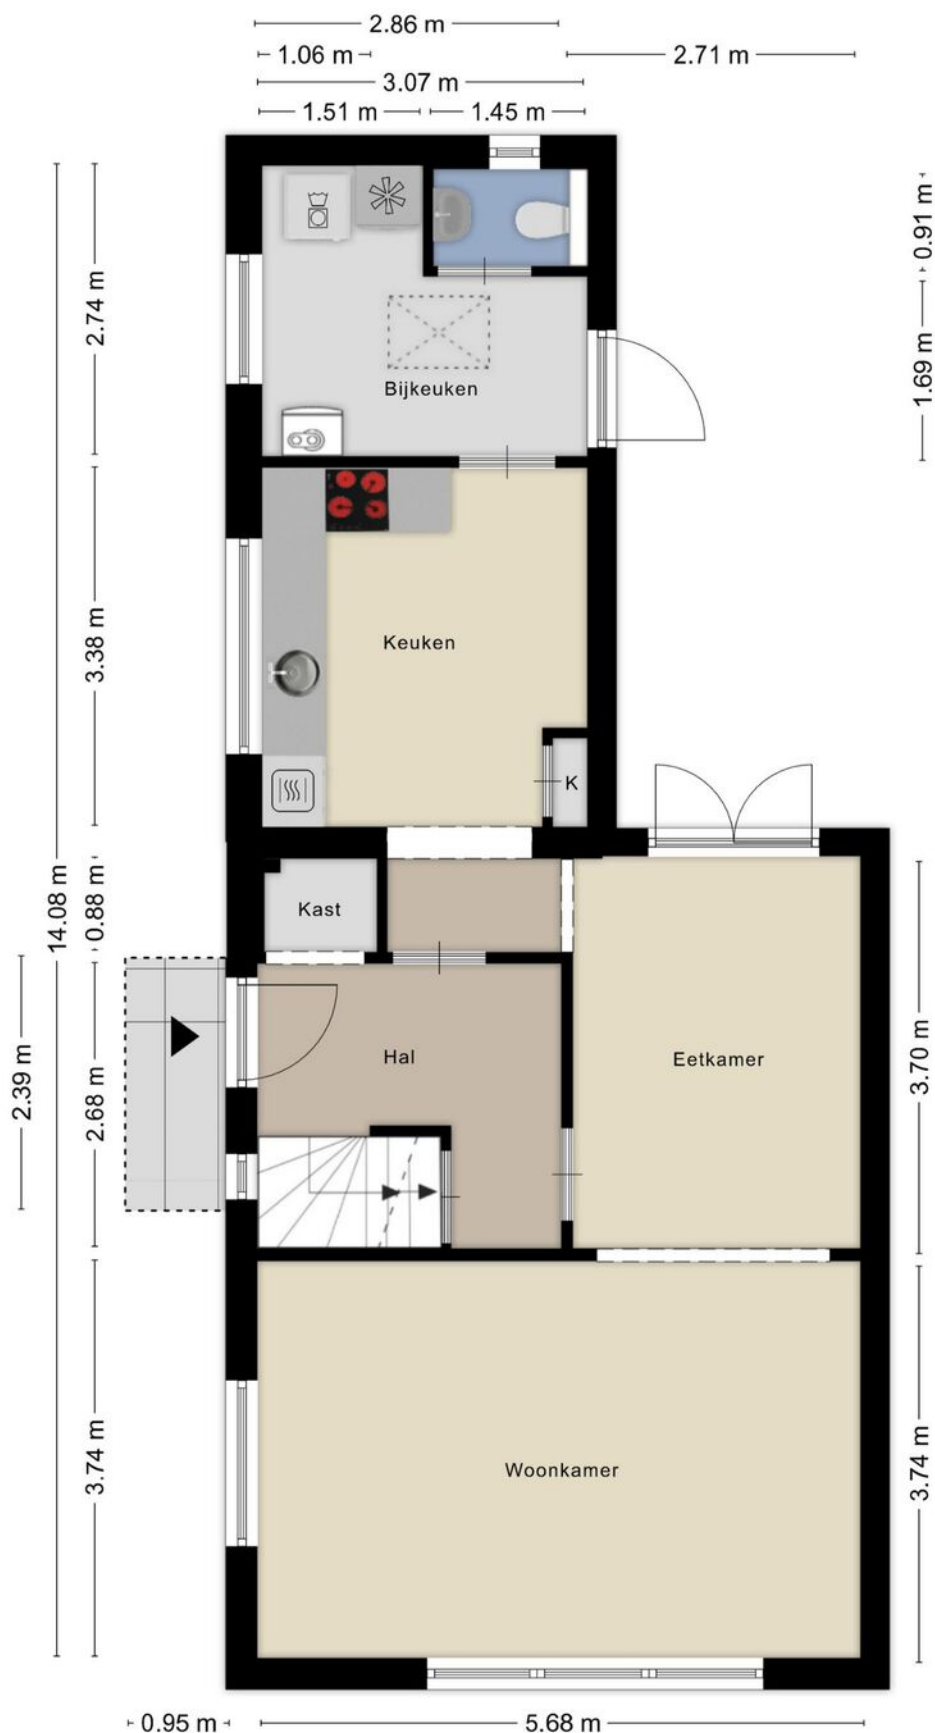 2.86 m
1.06 m
2.71 m
3.07 m
1.51 m
1.45 m
0.91 m
2.74 m
1.69 m
Bijkeuken
3.38 m
Keuken
K
14.08 m
0.88 m
Kast
2.39 m
2.68 m
Hal
Eetkamer
3.70 m
3.74 m
Woonkamer
3.74 m
0.95 m
5.68 m